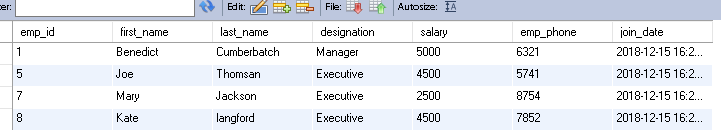 Edit: File: Autosize:
emp_id first_name last_name designation salary emp_phone join_date
1 Benedict Cumberbatch Manager 5000 6321 2018-12-15 16:2...
5 Joe Thomsan Executive 4500 5741 2018-12-15 16:2...
7 Mary Jackson Executive 2500 8754 2018-12-15 16:2...
8 Kate langford Executive 4500 7852 2018-12-15 16:2...